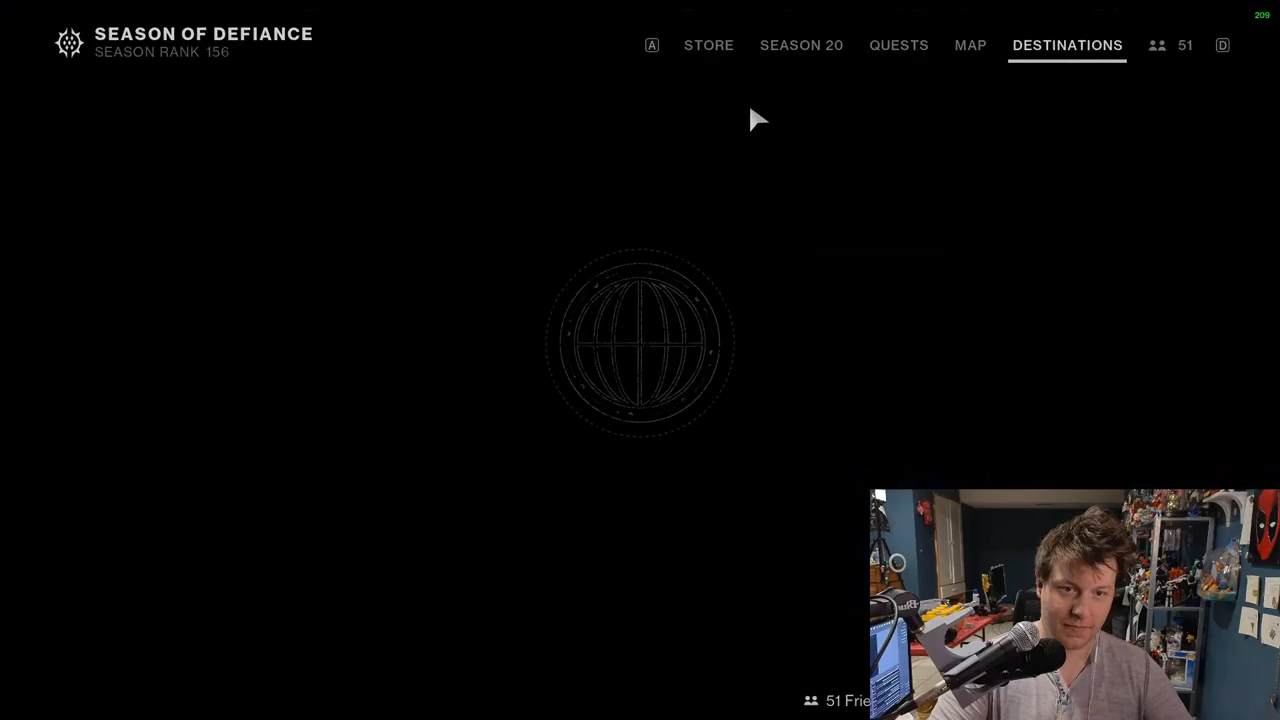 209
SEASON OF DEFIANCE
SEASON RANK 156
A STORE SEASON 20 QUESTS MAP DESTINATIONS 51 D
51 Frie